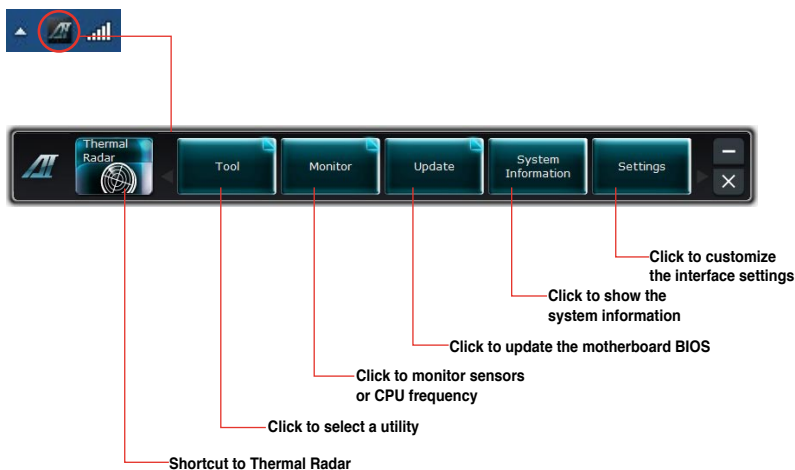 Thermal
Radar
Tool
Monitor
Update
System
Information
Settings
Click to customize
the interface settings
Click to show the
system information
Click to update the motherboard BIOS
Click to monitor sensors
or CPU frequency
Click to select a utility
Shortcut to Thermal Radar